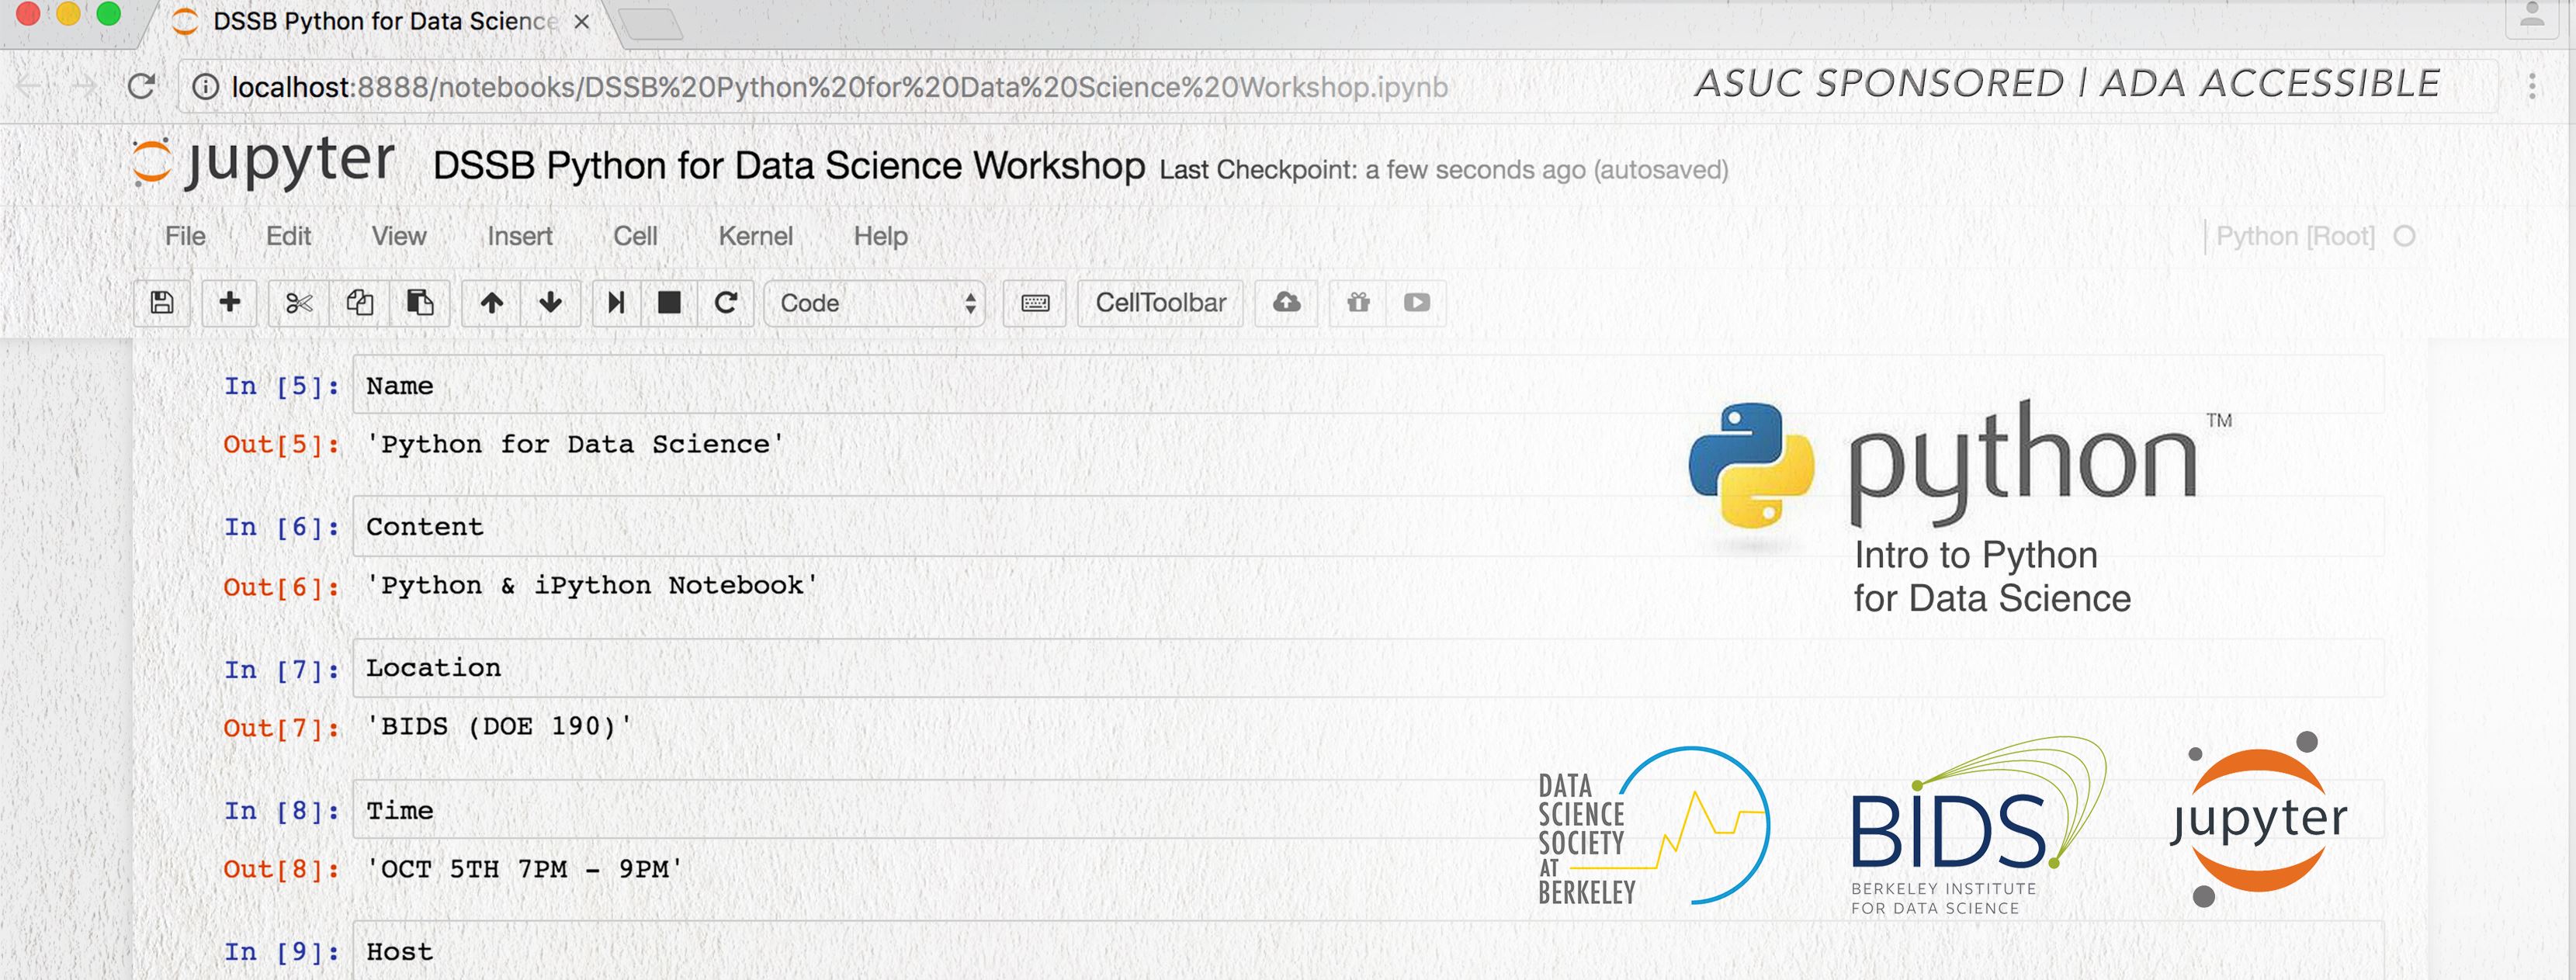 DSSB Python for Data Science
localhost:8888/notebooks/DSSB%20Python%20for%20Data%20Science%20Workshop.ipynb
ASUC SPONSORED | ADA ACCESSIBLE
jupyter DSSB Python for Data Science Workshop Last Checkpoint: a few seconds ago (autosaved)
File Edit View Insert Cell Kernel Help
Python [Root]
Code CellToolbar
In [5]: Name
Out[5]: 'Python for Data Science'
In [6]: Content
Out[6]: 'Python & iPython Notebook'
In [7]: Location
Out[7]: 'BIDS (DOE 190)'
In [8]: Time
Out[8]: 'OCT 5TH 7PM - 9PM'
In [9]: Host
python TM
Intro to Python
for Data Science
DATA
SCIENCE
SOCIETY
AT
BERKELEY
BIDS
BERKELEY INSTITUTE
FOR DATA SCIENCE
jupyter